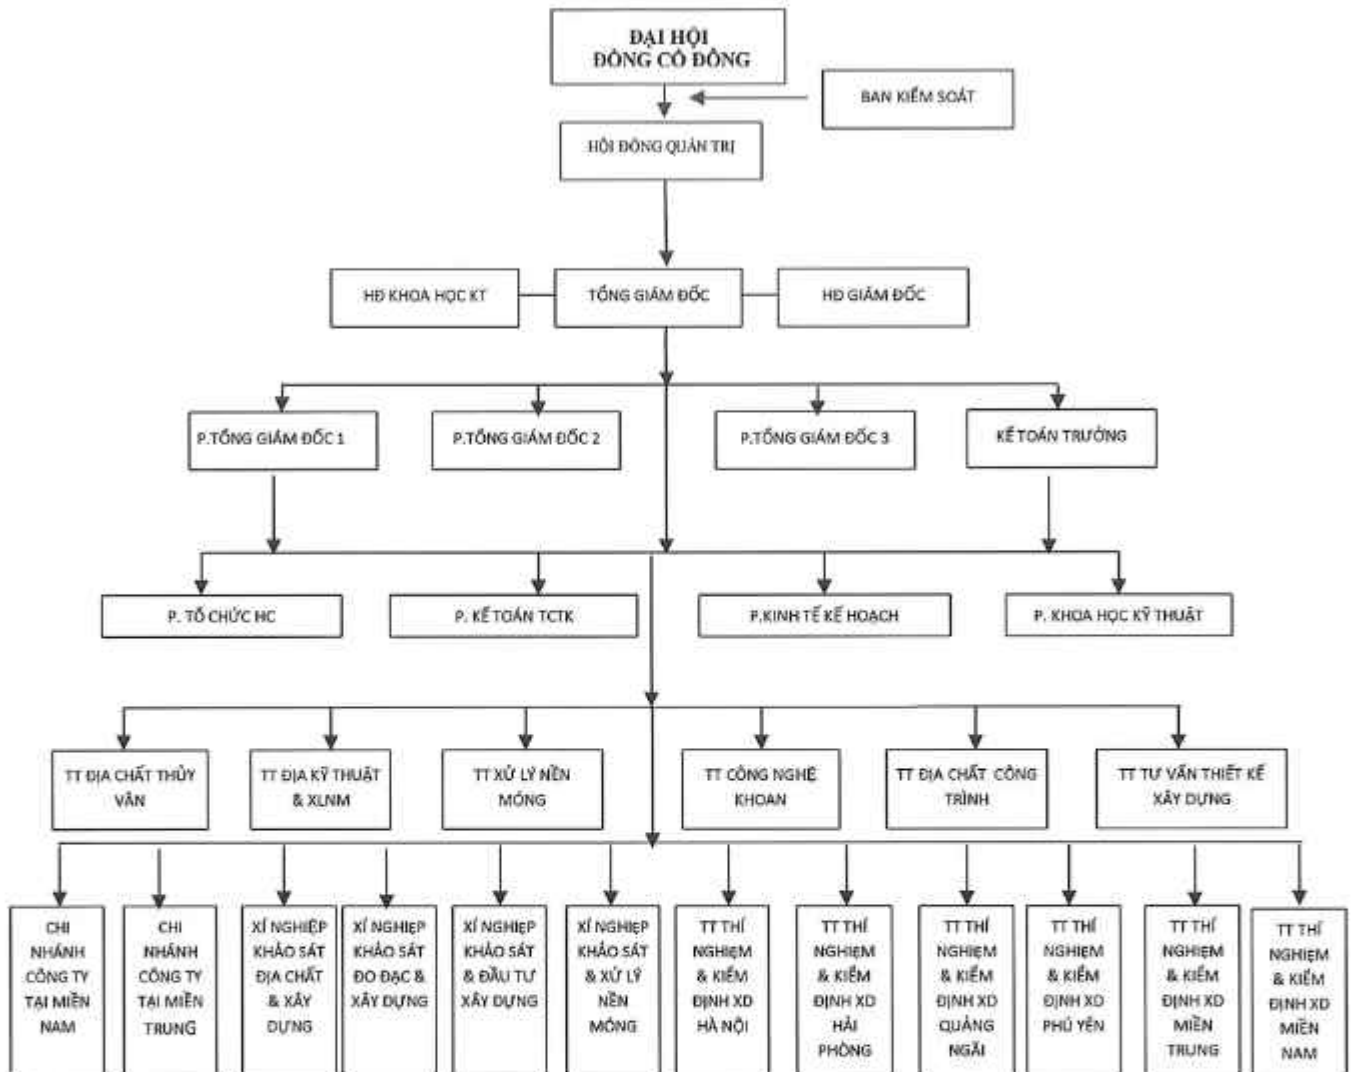 ĐẠI HỘI
ĐỒNG CỔ ĐÔNG
BAN KIỂM SOÁT
HỘI ĐỒNG QUẢN TRỊ
HĐ KHOA HỌC KT
TỔNG GIÁM ĐỐC
HĐ GIÁM ĐỐC
P.TỔNG GIÁM ĐỐC 1
P.TỔNG GIÁM ĐỐC 2
P.TỔNG GIÁM ĐỐC 3
KẾ TOÁN TRƯỞNG
P. TỔ CHỨC HC
P. KẾ TOÁN TCTK
P.KINH TẾ KẾ HOẠCH
P. KHOA HỌC KỸ THUẬT
TT ĐỊA CHẤT THỦY
VĂN
TT ĐỊA KỸ THUẬT
& XLNM
TT XỬ LÝ NỀN
MÓNG
TT CÔNG NGHỆ
KHOAN
TT ĐỊA CHẤT CÔNG
TRÌNH
TT TƯ VẤN THIẾT KẾ
XÂY DỰNG
CHI
NHÁNH
CÔNG TY
TẠI MIỀN
NAM
CHI
NHÁNH
CÔNG TY
TẠI MIỀN
TRUNG
XÍ NGHIỆP
KHẢO SÁT
ĐỊA CHẤT
& XÂY
DỰNG
XÍ NGHIỆP
KHẢO SÁT
ĐO ĐẠC &
XÂY DỰNG
XÍ NGHIỆP
KHẢO SÁT
& ĐẦU TƯ
XÂY DỰNG
XÍ NGHIỆP
KHẢO SÁT
& XỬ LÝ
NỀN
MÓNG
TT THÍ
NGHIỆM
& KIỂM
ĐỊNH XD
HÀ NỘI
TT THÍ
NGHIỆM
& KIỂM
ĐỊNH XD
HẢI
PHÒNG
TT THÍ
NGHIỆM
& KIỂM
ĐỊNH XD
QUẢNG
NGÃI
TT THÍ
NGHIỆM
& KIỂM
ĐỊNH XD
PHÚ YÊN
TT THÍ
NGHIỆM
& KIỂM
ĐỊNH XD
MIỀN
TRUNG
TT THÍ
NGHIỆM
& KIỂM
ĐỊNH XD
MIỀN
NAM